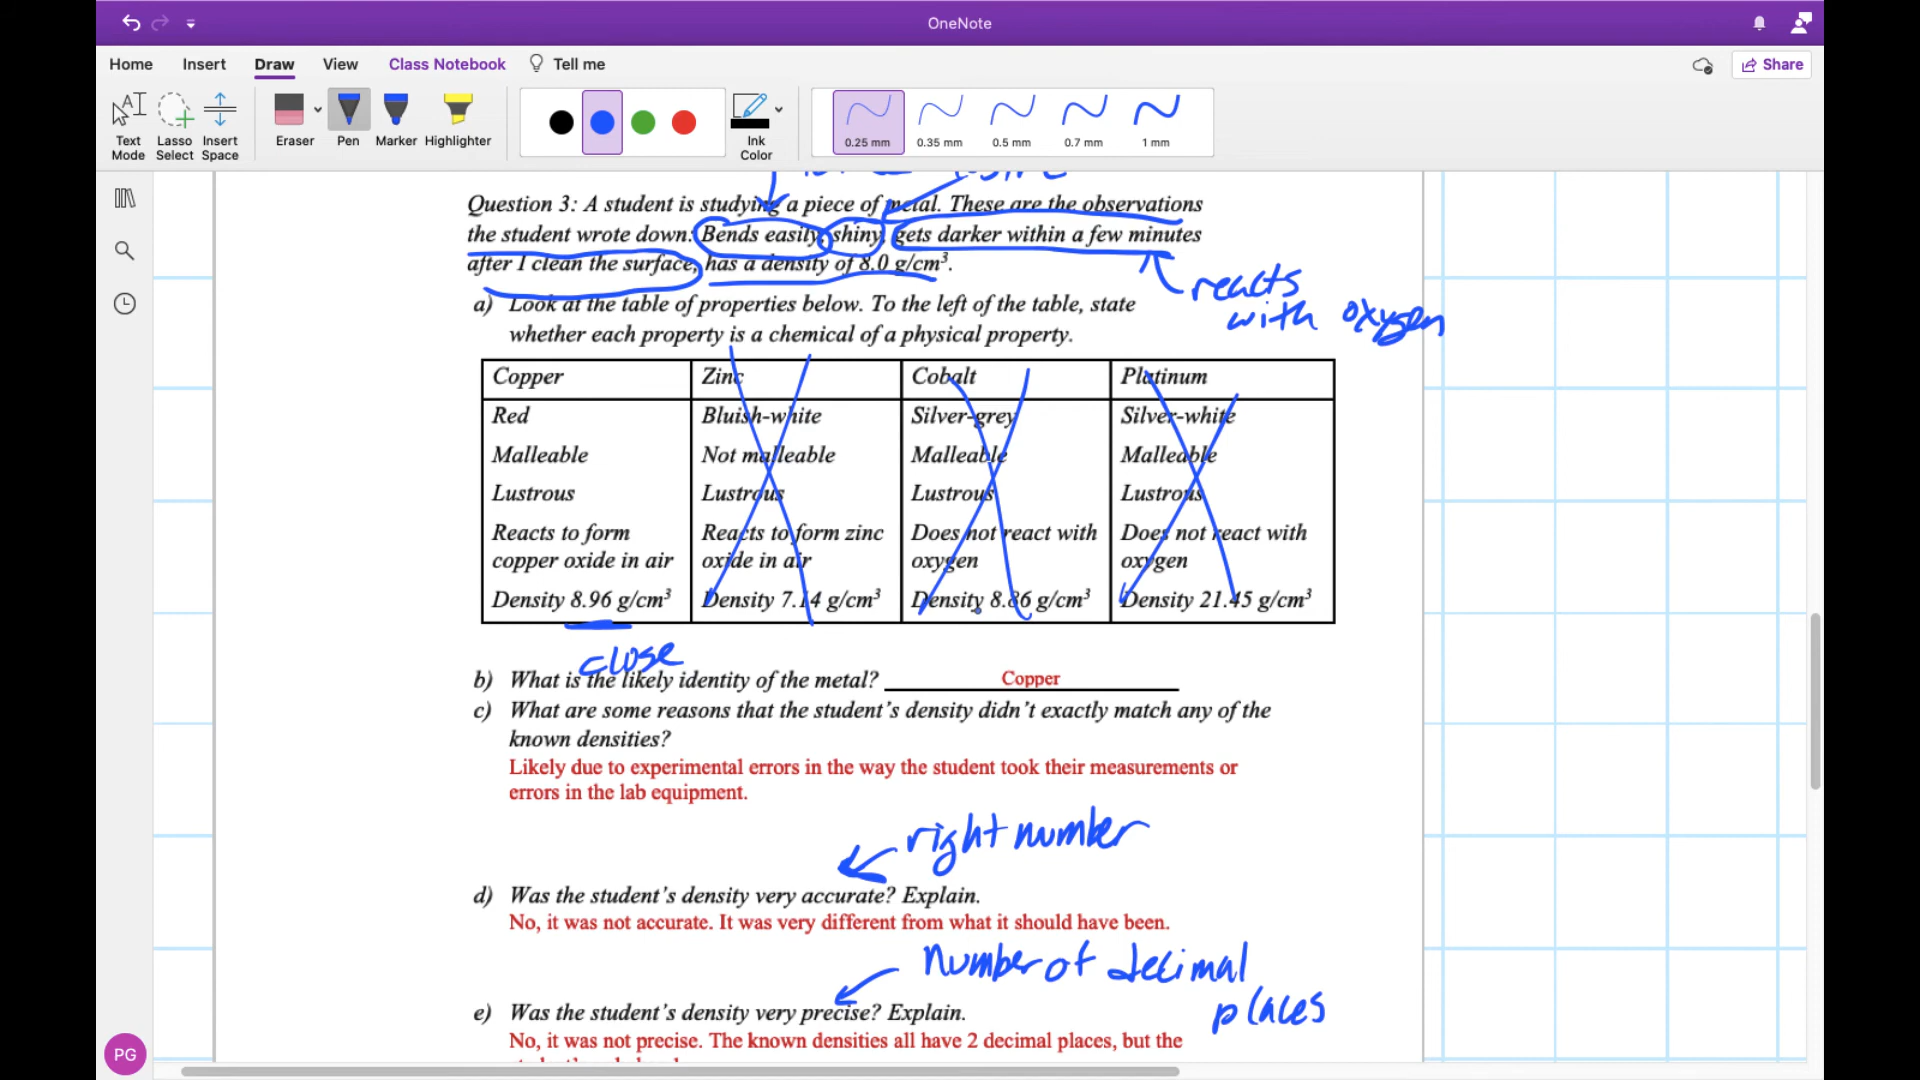 OneNote
Home Insert Draw View Class Notebook Tell me Share
Text Mode Lasso Select Insert Space Eraser Pen Marker Highlighter Ink Color 0.25 mm 0.35 mm 0.5 mm 0.7 mm 1 mm
Question 3: A student is studying a piece of metal. These are the observations
the student wrote down: Bends easily, shiny, gets darker within a few minutes
after I clean the surface, has a density of 8.0 g/cm³.
reacts
with oxygen
a) Look at the table of properties below. To the left of the table, state
whether each property is a chemical of a physical property.
Copper Zinc Cobalt Platinum
Red Bluish-white Silver-grey Silver-white
Malleable Not malleable Malleable Malleable
Lustrous Lustrous Lustrous Lustrous
Reacts to form Reacts to form zinc Does not react with Does not react with
copper oxide in air oxide in air oxygen oxygen
Density 8.96 g/cm³ Density 7.14 g/cm³ Density 8.86 g/cm³ Density 21.45 g/cm³
close
b) What is the likely identity of the metal? Copper
c) What are some reasons that the student's density didn't exactly match any of the
known densities?
Likely due to experimental errors in the way the student took their measurements or
errors in the lab equipment.
right number
d) Was the student's density very accurate? Explain.
No, it was not accurate. It was very different from what it should have been.
number of decimal
places
e) Was the student's density very precise? Explain.
No, it was not precise. The known densities all have 2 decimal places, but the
PG